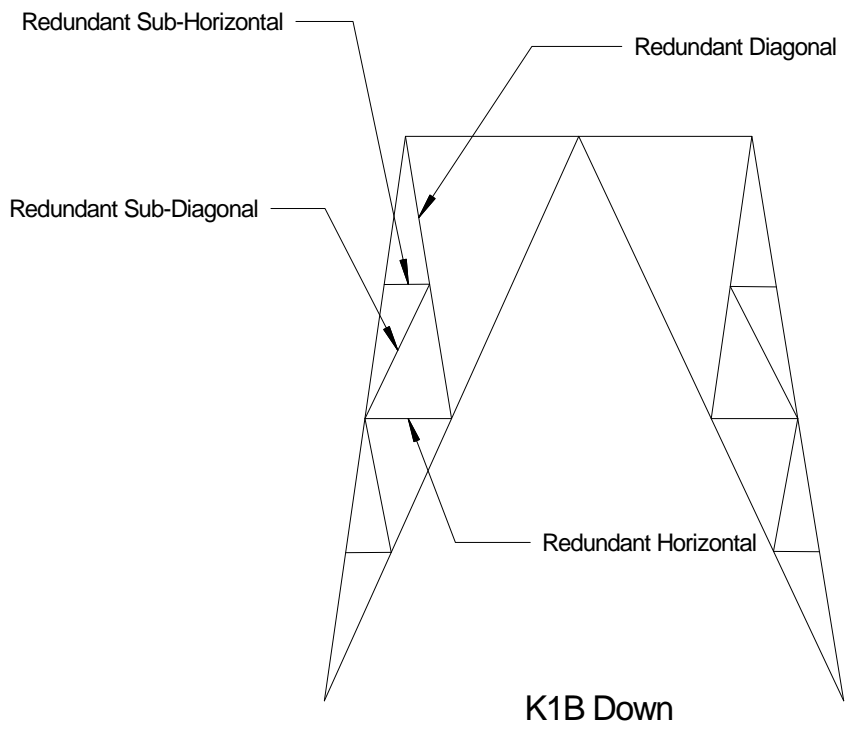 Redundant Sub-Horizontal
Redundant Diagonal
Redundant Sub-Diagonal
Redundant Horizontal
K1B Down